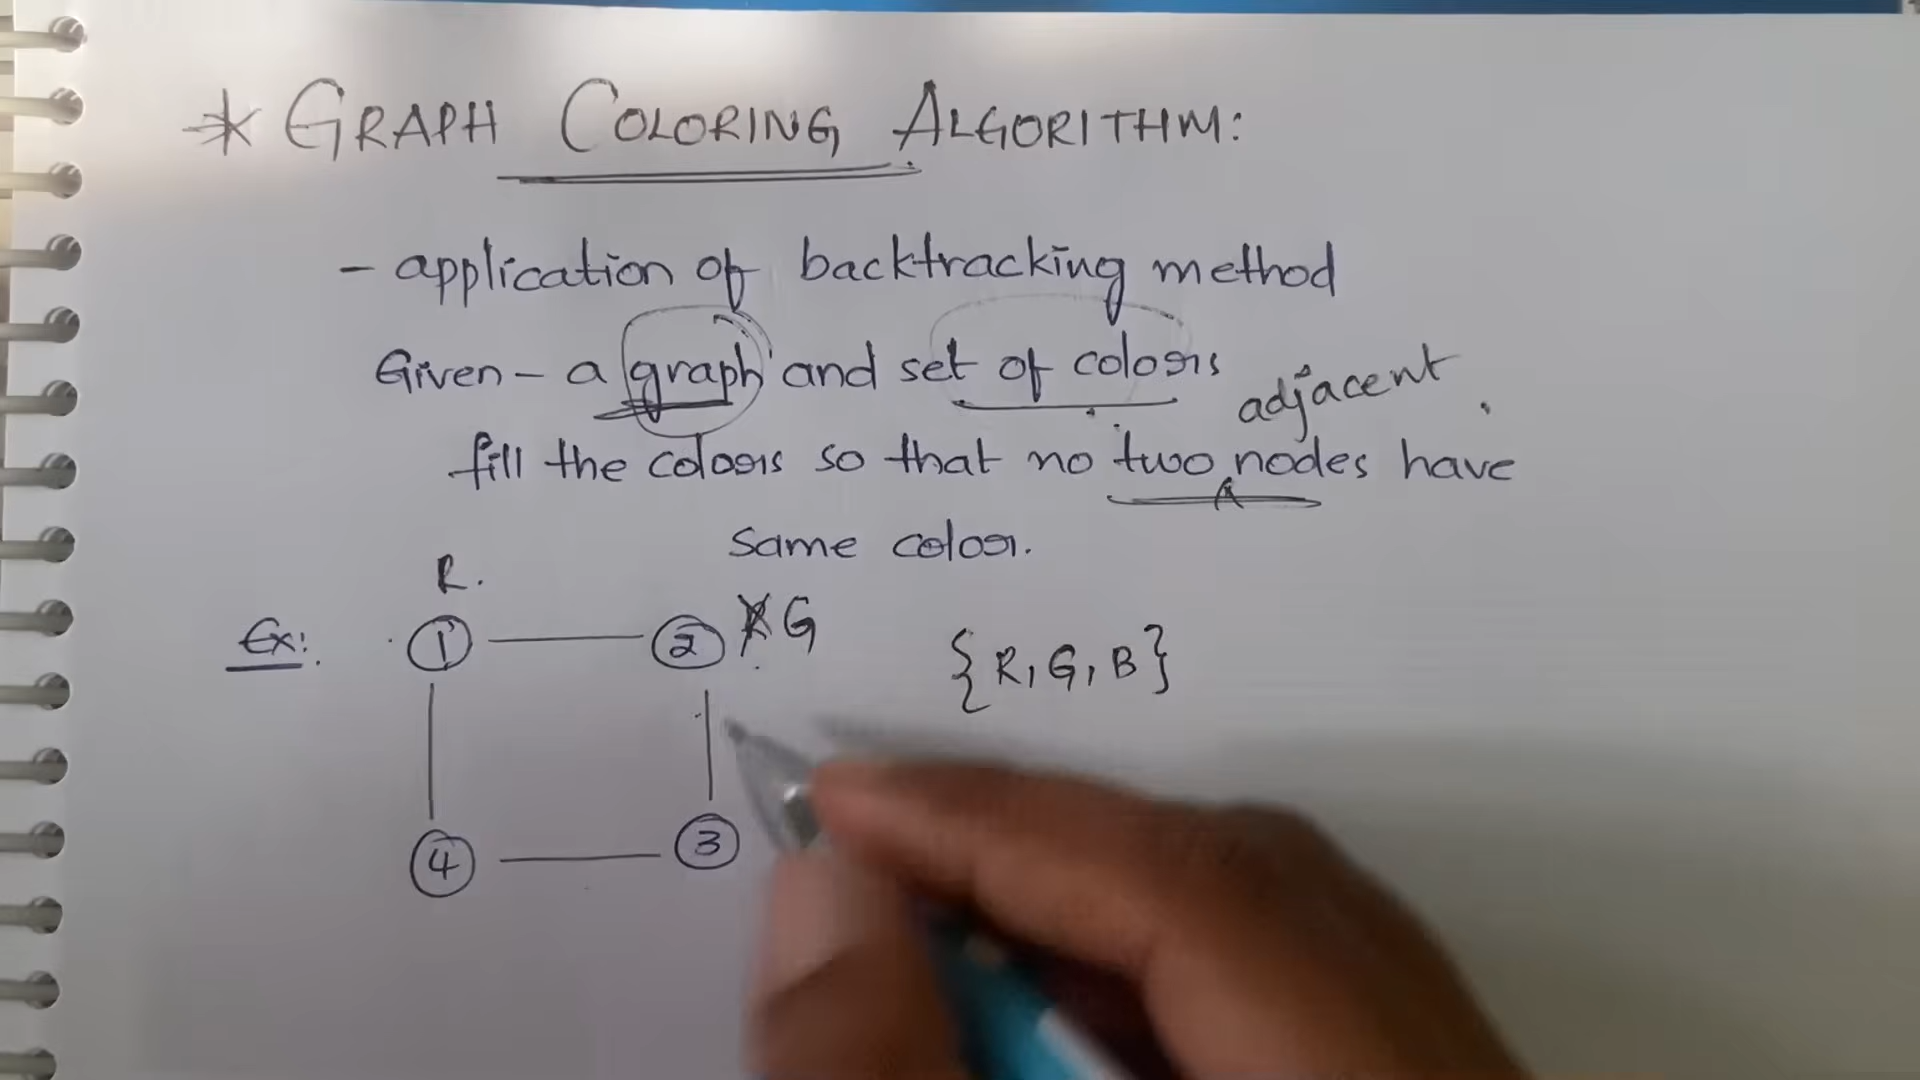 * GRAPH COLORING ALGORITHM:
- application of backtracking method
Given - a graph and set of colors
adjacent
fill the colors so that no two nodes have
same color.
R.
Ex: 1 2 R G {R, G, B}
4 3